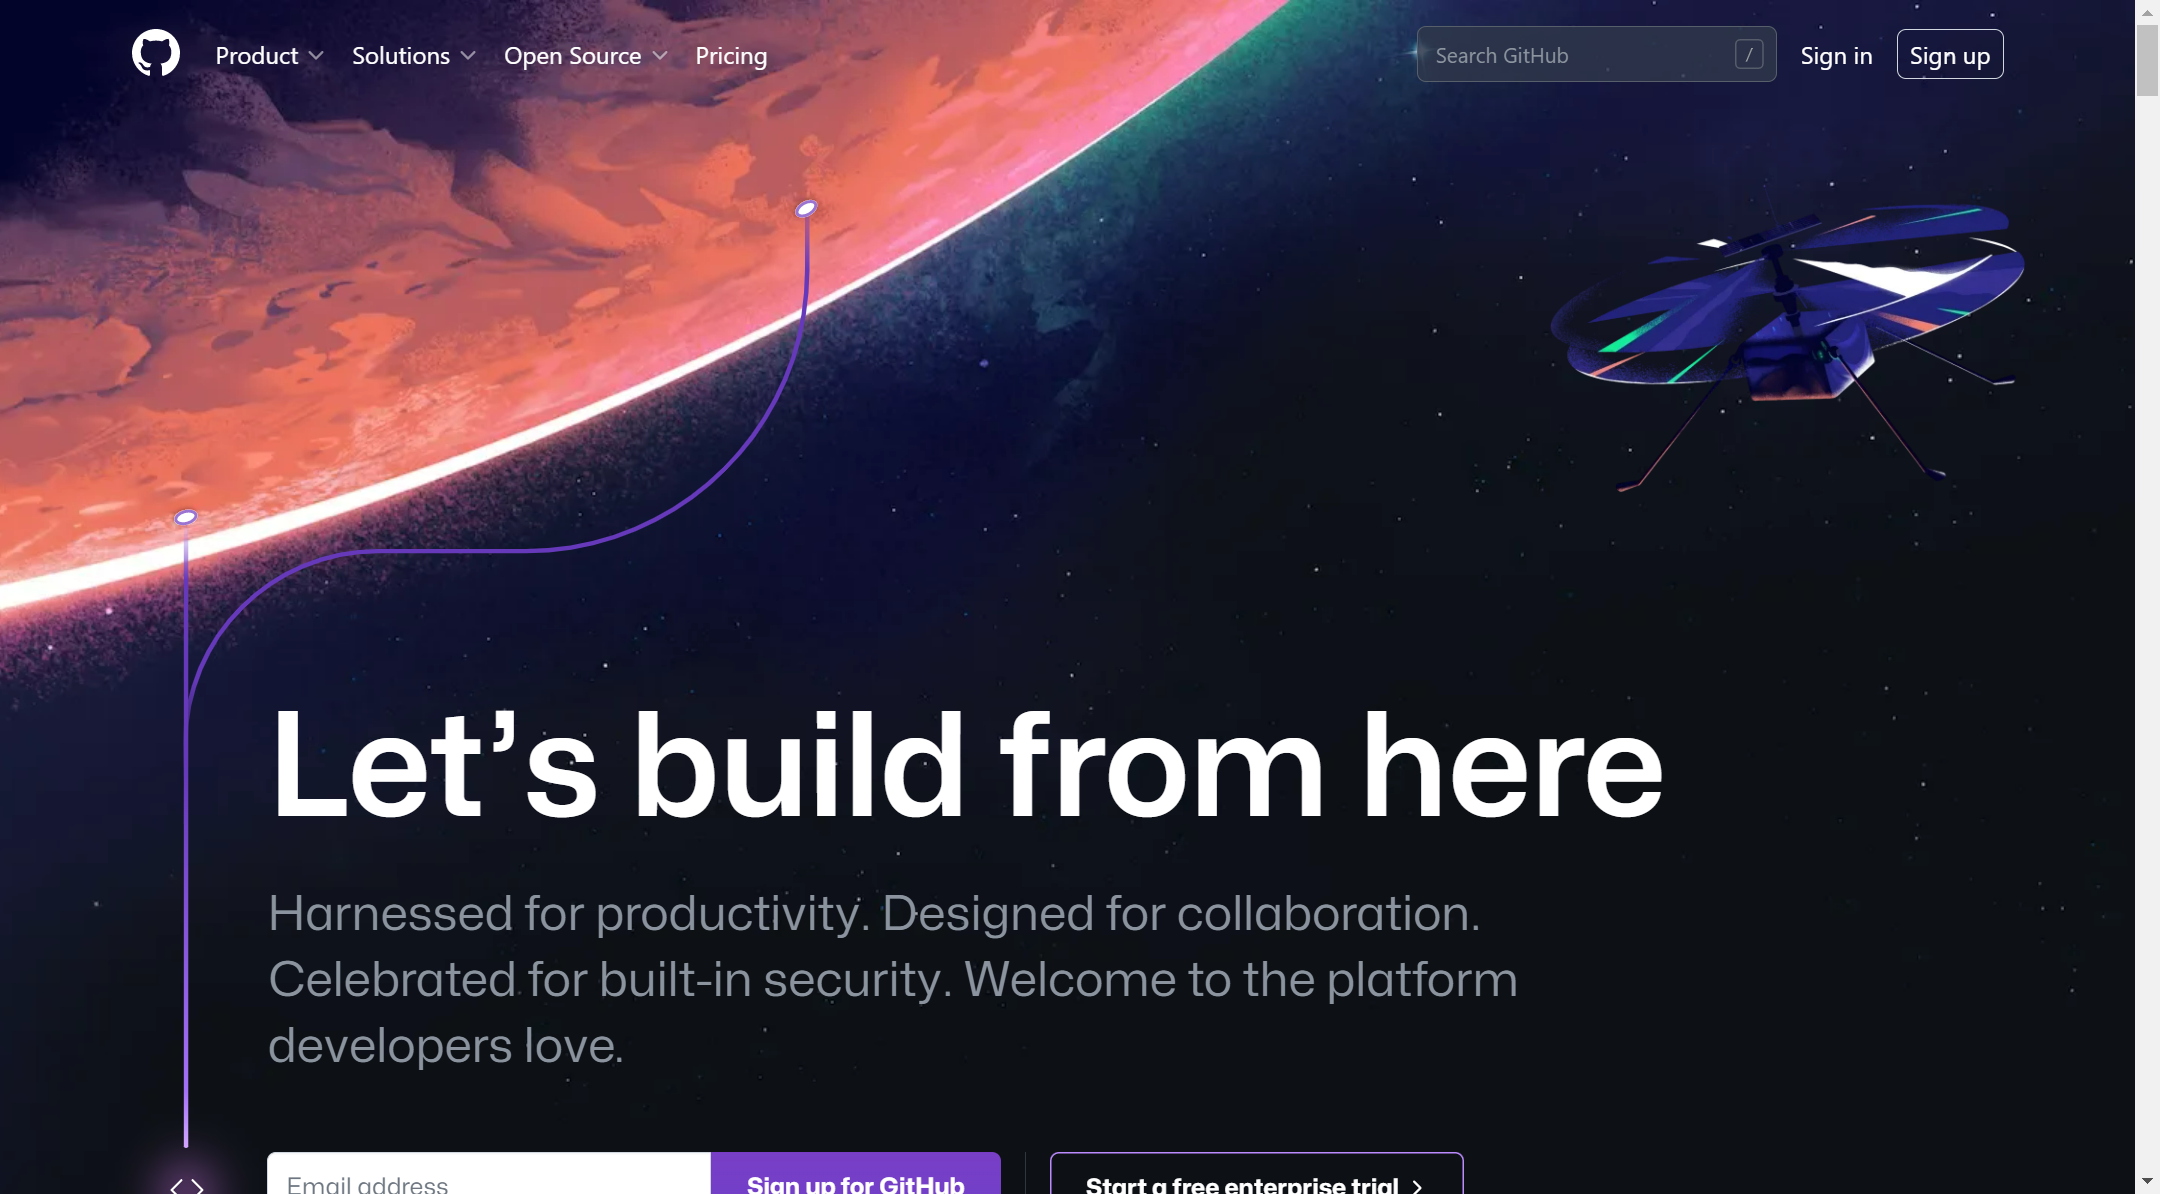 Product
Solutions
Open Source
Pricing
Search GitHub
/
Sign in
Sign up
Let’s build from here
Harnessed for productivity. Designed for collaboration.
Celebrated for built-in security. Welcome to the platform
developers love.
Email address
Sign up for GitHub
Start a free enterprise trial